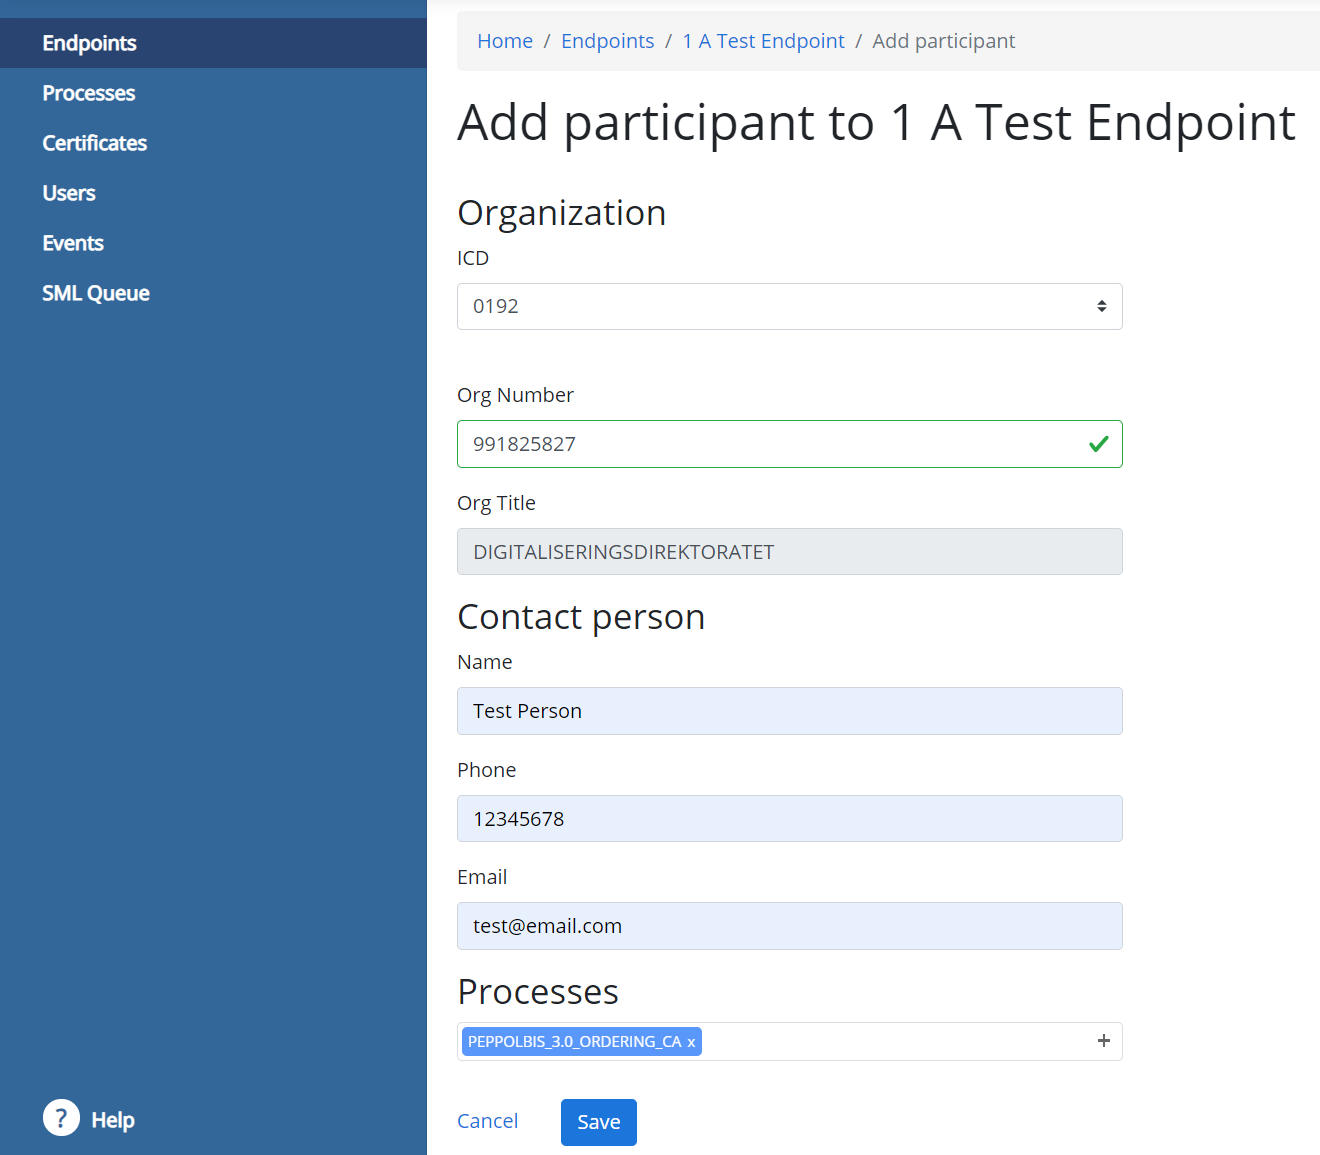 Endpoints
Processes
Certificates
Users
Events
SML Queue
? Help
Home / Endpoints / 1 A Test Endpoint / Add participant
Add participant to 1 A Test Endpoint
Organization
ICD
0192
Org Number
991825827
Org Title
DIGITALISERINGSDIREKTORATET
Contact person
Name
Test Person
Phone
12345678
Email
test@email.com
Processes
PEPPOLBIS_3.0_ORDERING_CA x +
Cancel Save